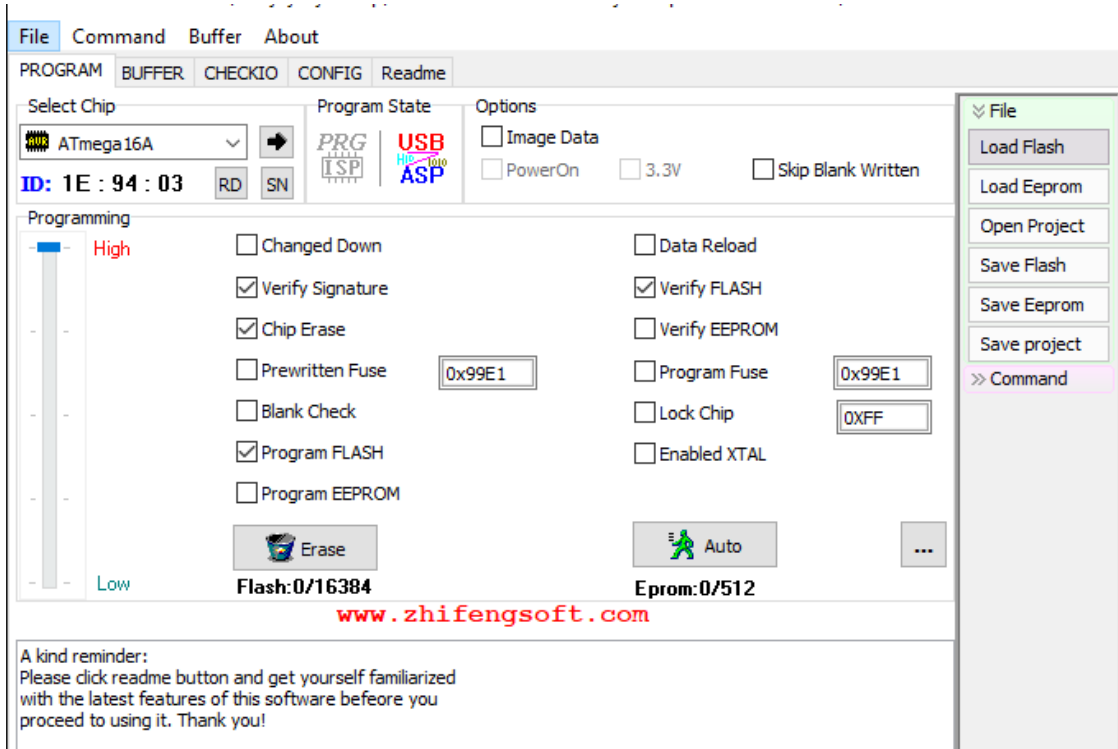 File Command Buffer About
PROGRAM BUFFER CHECKIO CONFIG Readme
Select Chip
ATmega16A
ID: 1E : 94 : 03 RD SN
Program State
PRG
ISP
USB
ASP
Options
Image Data
PowerOn 3.3V Skip Blank Written
Programming
High
Low
Changed Down
Verify Signature
Chip Erase
Prewritten Fuse 0x99E1
Blank Check
Program FLASH
Program EEPROM
Erase
Flash:0/16384
Data Reload
Verify FLASH
Verify EEPROM
Program Fuse 0x99E1
Lock Chip 0XFF
Enabled XTAL
Auto ...
Eprom:0/512
www.zhifengsoft.com
A kind reminder:
Please click readme button and get yourself familiarized
with the latest features of this software befeore you
proceed to using it. Thank you!
File
Load Flash
Load Eeprom
Open Project
Save Flash
Save Eeprom
Save project
Command